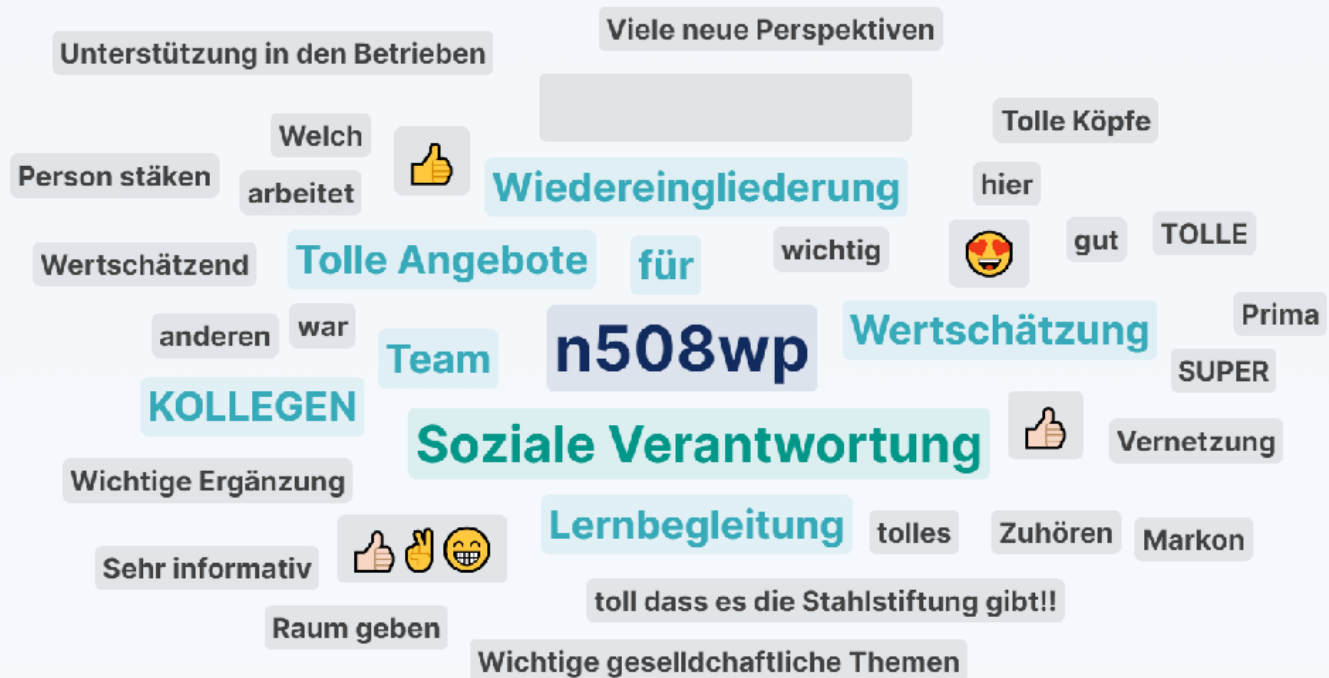 Viele neue Perspektiven
Unterstützung in den Betrieben
Tolle Köpfe
Welch
👍
Person stäken
arbeitet
Wiedereingliederung
hier
Wertschätzend
Tolle Angebote
für
wichtig
😍
gut
TOLLE
anderen
war
Team
n508wp
Wertschätzung
Prima
SUPER
KOLLEGEN
Soziale Verantwortung
👍🏻
Vernetzung
Wichtige Ergänzung
Lernbegleitung
tolles
Zuhören
Markon
Sehr informativ
👍🏻✌️😁
toll dass es die Stahlstiftung gibt!!
Raum geben
Wichtige geselldchaftliche Themen